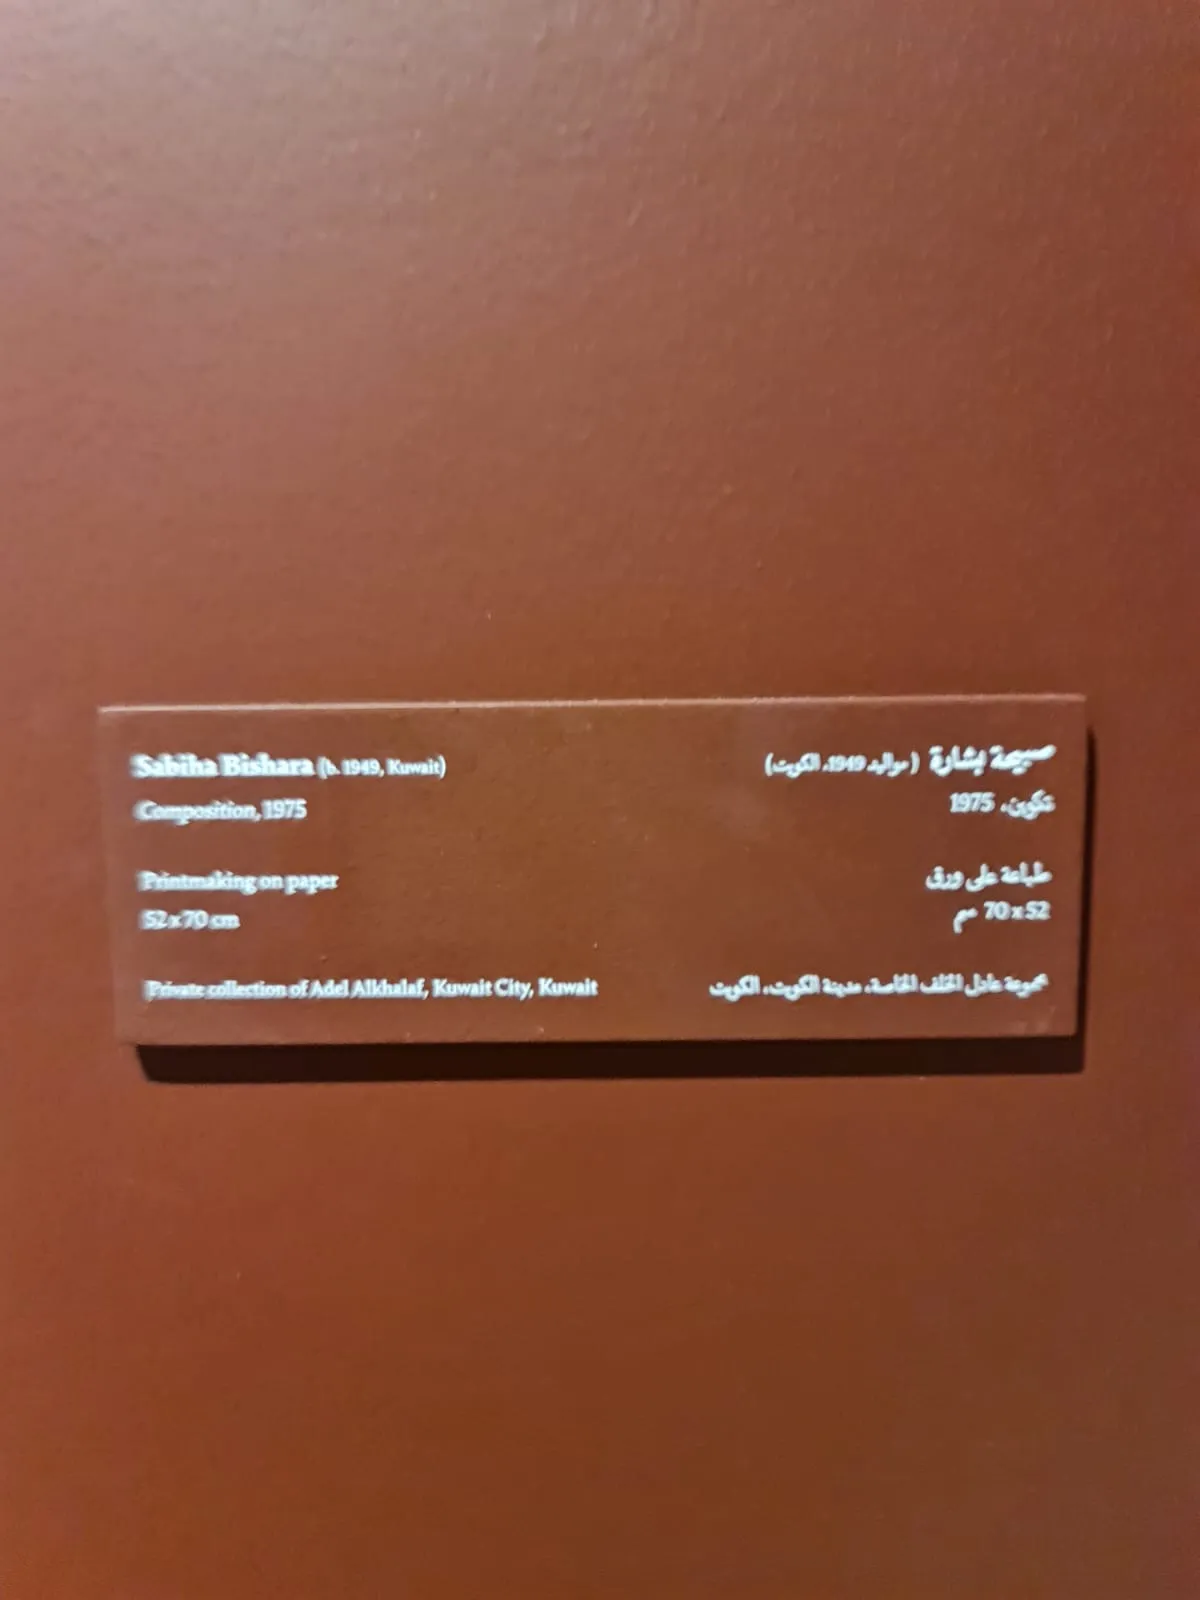 Sabiha Bishara (b. 1949, Kuwait)
Composition, 1975
Printmaking on paper
52 x 70 cm
Private collection of Adel Alkhalaf, Kuwait City, Kuwait
صبيحة بشارة (مواليد 1949، الكويت)
تكوين، 1975
طباعة على ورق
52 x 70 سم
مجموعة عادل الخلف الخاصة، مدينة الكويت، الكويت